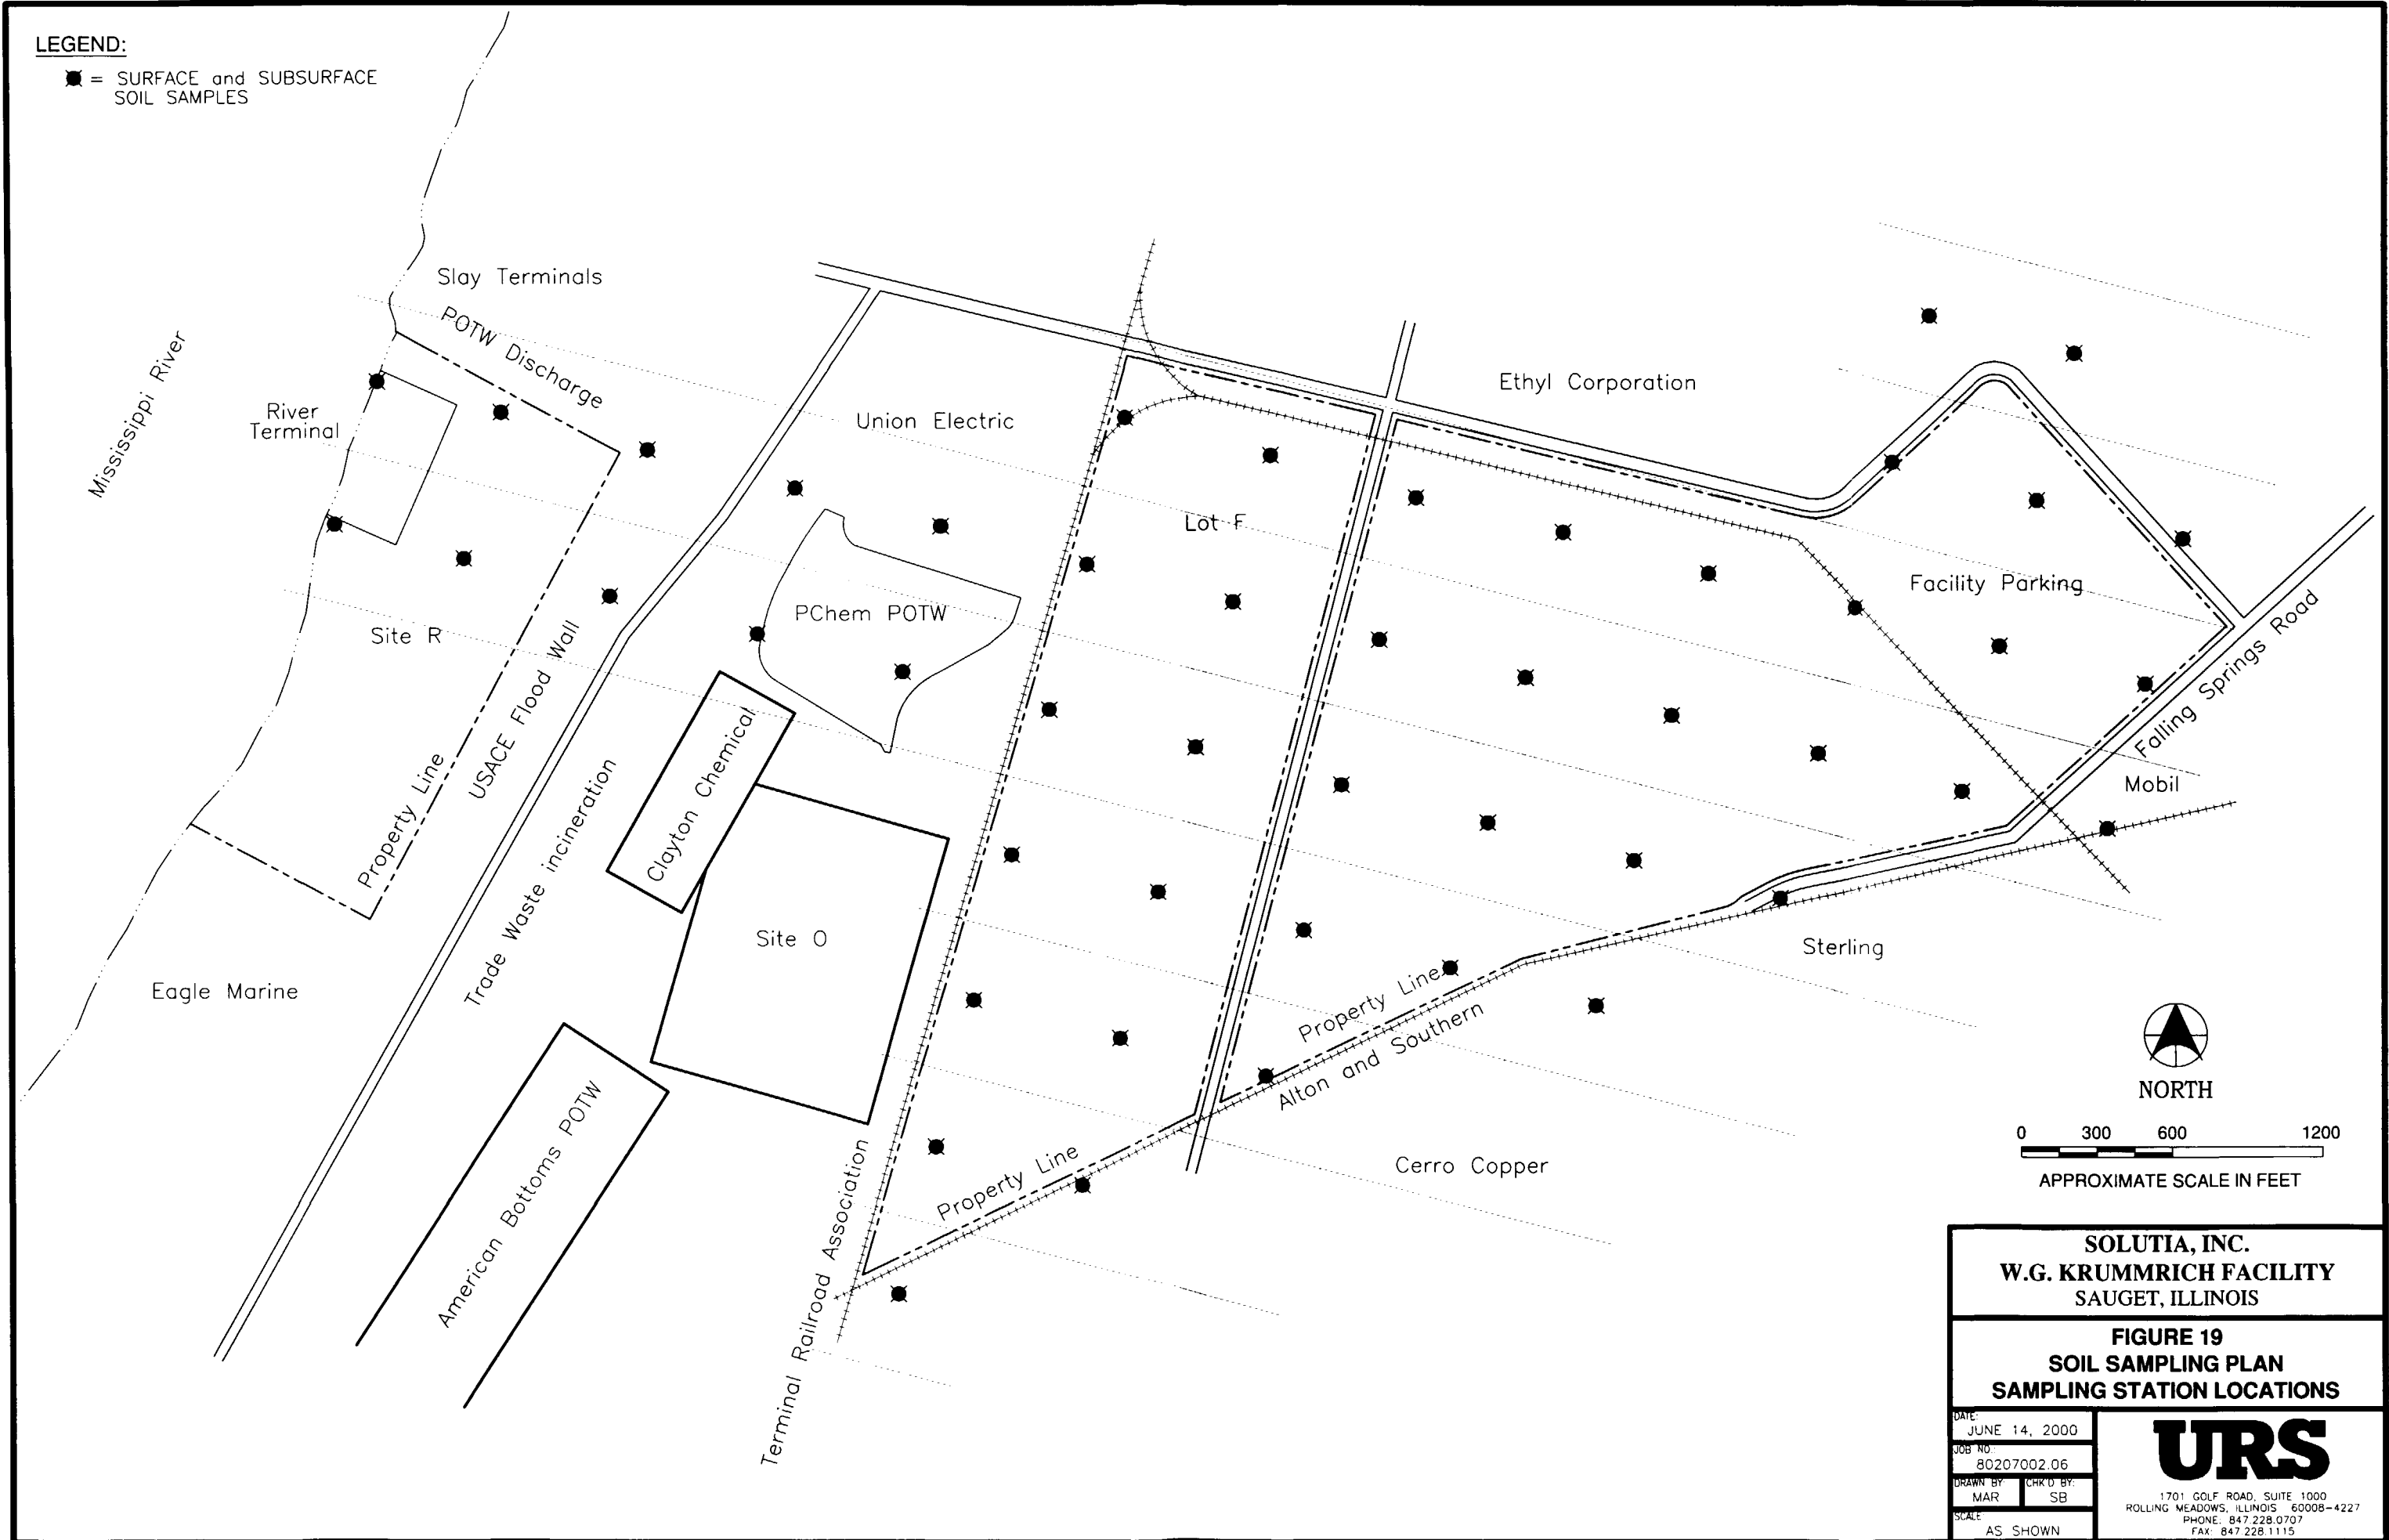 LEGEND:
= SURFACE and SUBSURFACE
SOIL SAMPLES
Slay Terminals
POTW Discharge
Mississippi River
River
Terminal
Union Electric
Ethyl Corporation
Lot F
Facility Parking
PChem POTW
Site R
USACE Flood Wall
Falling Springs Road
Clayton Chemical
Property Line
Trade Waste incineration
Mobil
Site O
Sterling
Eagle Marine
Property Line
Alton and Southern
NORTH
American Bottoms POTW
Property Line
Cerro Copper
Terminal Railroad Association
0 300 600 1200
APPROXIMATE SCALE IN FEET
SOLUTIA, INC.
W.G. KRUMMRICH FACILITY
SAUGET, ILLINOIS
FIGURE 19
SOIL SAMPLING PLAN
SAMPLING STATION LOCATIONS
DATE:
JUNE 14, 2000
JOB NO.:
80207002.06
DRAWN BY: CHK'D BY:
MAR SB
SCALE:
AS SHOWN
URS
1701 GOLF ROAD, SUITE 1000
ROLLING MEADOWS, ILLINOIS 60008-4227
PHONE: 847.228.0707
FAX: 847.228.1115